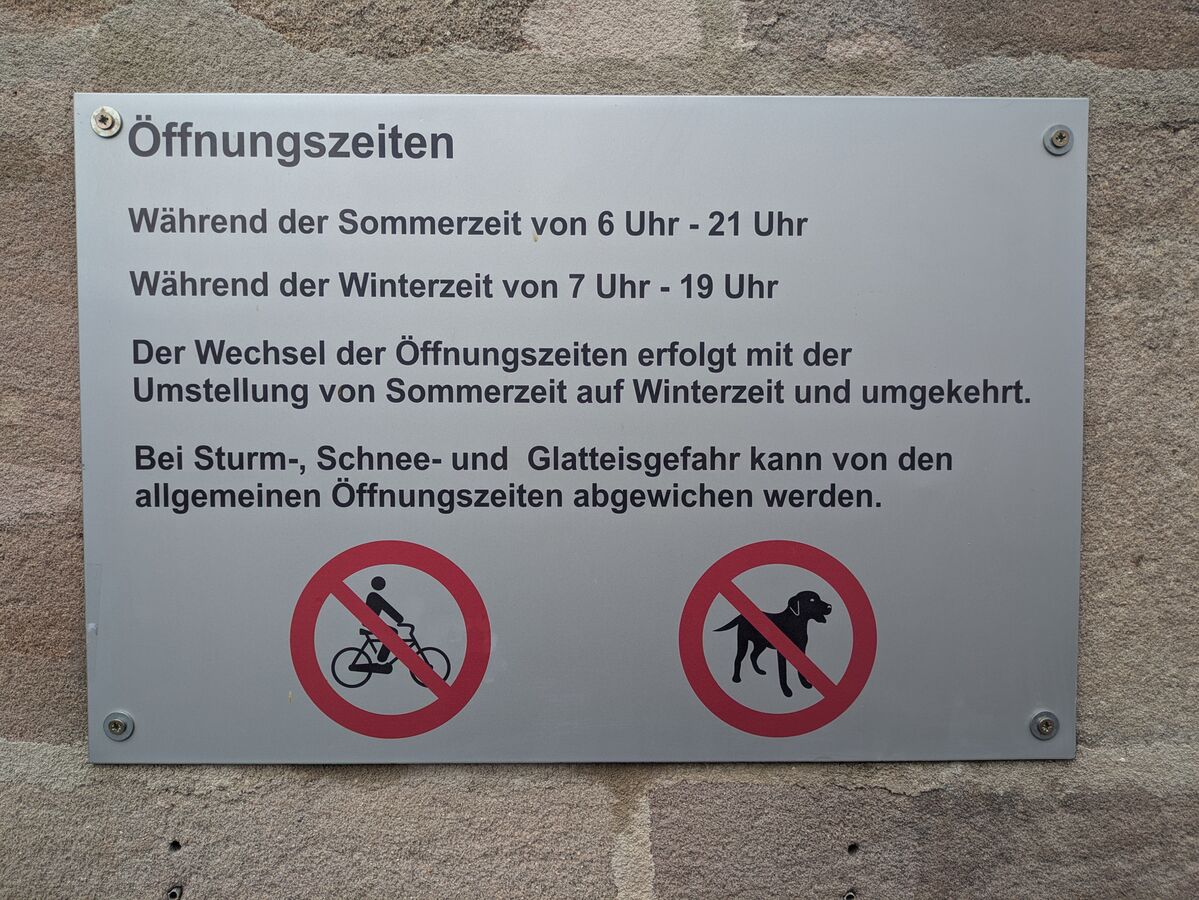 Öffnungszeiten
Während der Sommerzeit von 6 Uhr - 21 Uhr
Während der Winterzeit von 7 Uhr - 19 Uhr
Der Wechsel der Öffnungszeiten erfolgt mit der
Umstellung von Sommerzeit auf Winterzeit und umgekehrt.
Bei Sturm-, Schnee- und  Glatteisgefahr kann von den
allgemeinen Öffnungszeiten abgewichen werden.